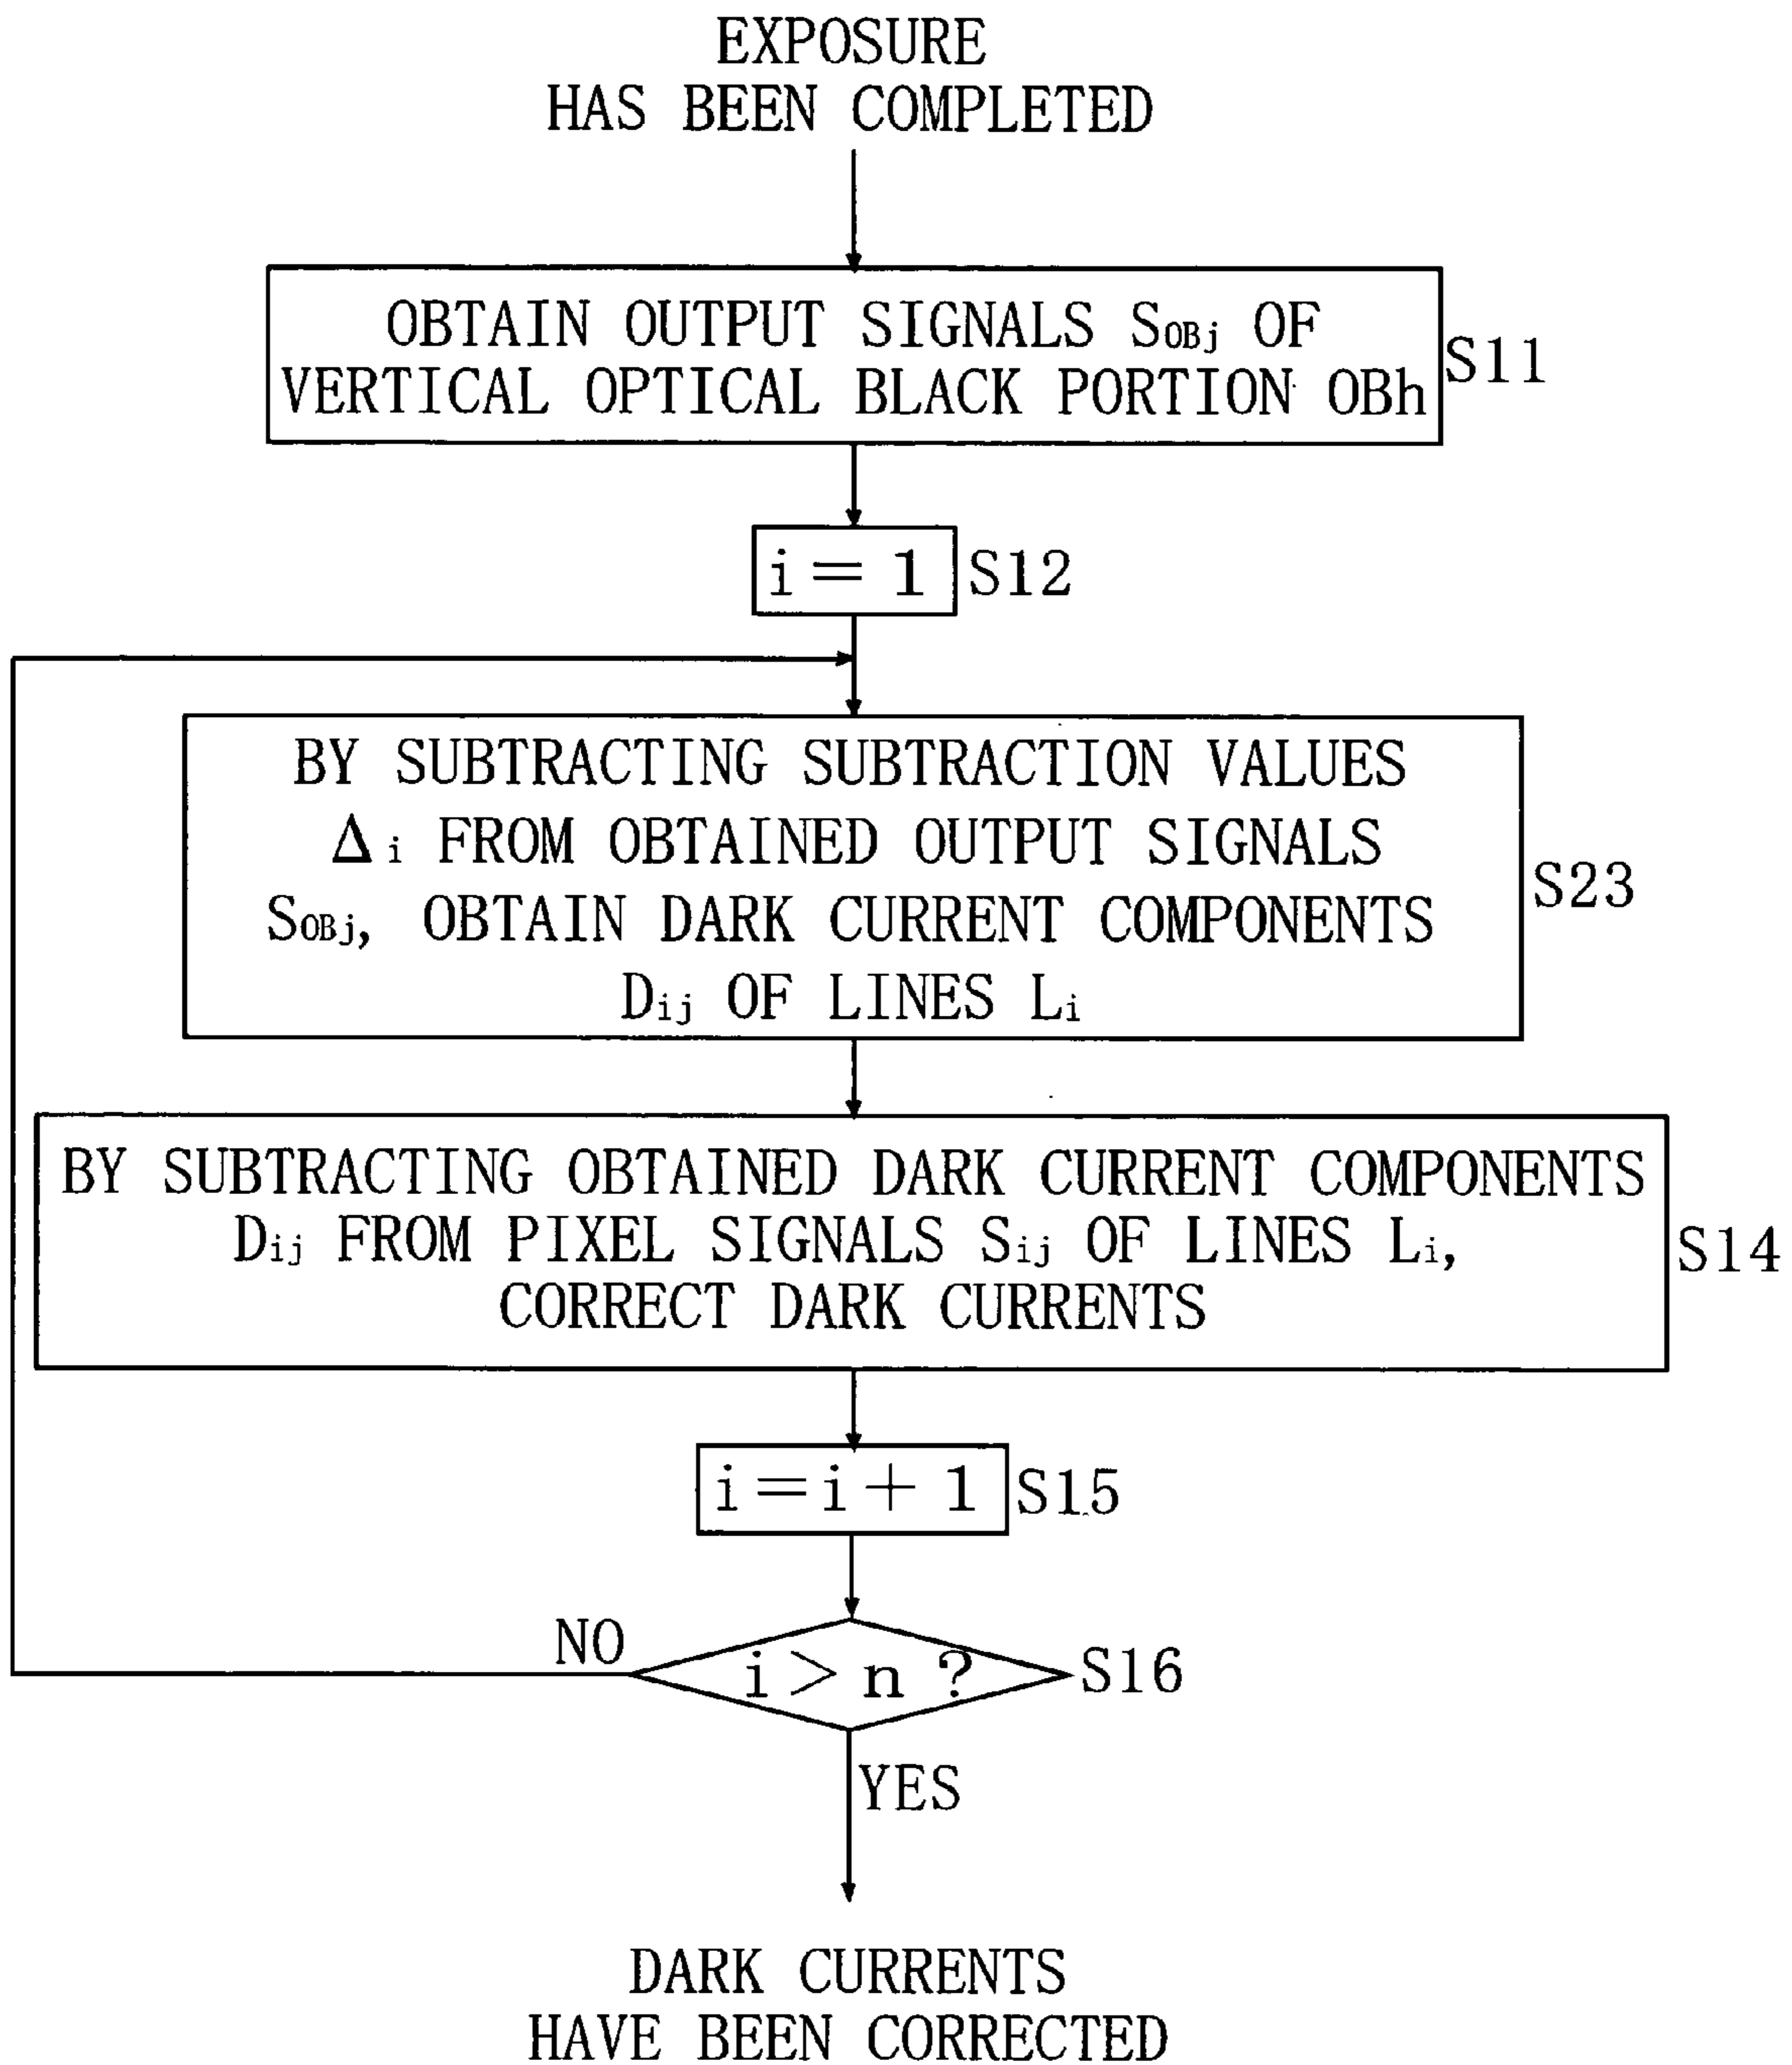 EXPOSURE
HAS BEEN COMPLETED
OBTAIN OUTPUT SIGNALS SOBj OF
VERTICAL OPTICAL BLACK PORTION OBh
S11
i = 1
S12
BY SUBTRACTING SUBTRACTION VALUES
Δi FROM OBTAINED OUTPUT SIGNALS
SOBj, OBTAIN DARK CURRENT COMPONENTS
Dij OF LINES Li
S23
BY SUBTRACTING OBTAINED DARK CURRENT COMPONENTS
Dij FROM PIXEL SIGNALS Sij OF LINES Li,
CORRECT DARK CURRENTS
S14
i = i + 1
S15
NO
i > n ?
S16
YES
DARK CURRENTS
HAVE BEEN CORRECTED